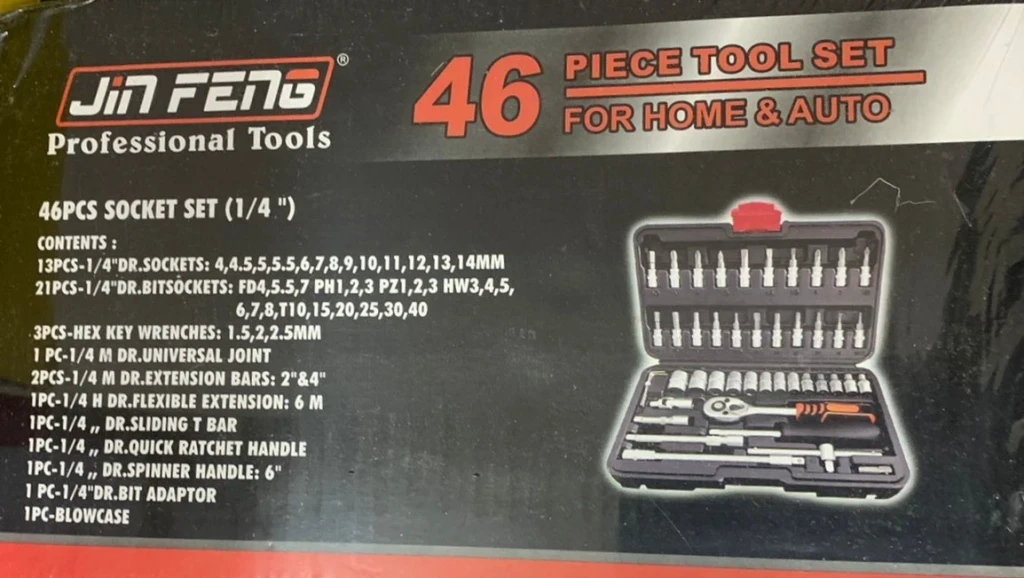 JIN FENG®
Professional Tools
46 PIECE TOOL SET
FOR HOME & AUTO
46PCS SOCKET SET (1/4 ")
CONTENTS :
13PCS-1/4"DR.SOCKETS: 4,4.5,5,5.5,6,7,8,9,10,11,12,13,14MM
21PCS-1/4"DR.BITSOCKETS: FD4,5.5,7 PH1,2,3 PZ1,2,3 HW3,4,5,
6,7,8,T10,15,20,25,30,40
3PCS-HEX KEY WRENCHES: 1.5,2,2.5MM
1 PC-1/4 M DR.UNIVERSAL JOINT
2PCS-1/4 M DR.EXTENSION BARS: 2"&4"
1PC-1/4 H DR.FLEXIBLE EXTENSION: 6 M
1PC-1/4 „ DR.SLIDING T BAR
1PC-1/4 „ DR.QUICK RATCHET HANDLE
1PC-1/4 „ DR.SPINNER HANDLE: 6"
1 PC-1/4"DR.BIT ADAPTOR
1PC-BLOWCASE